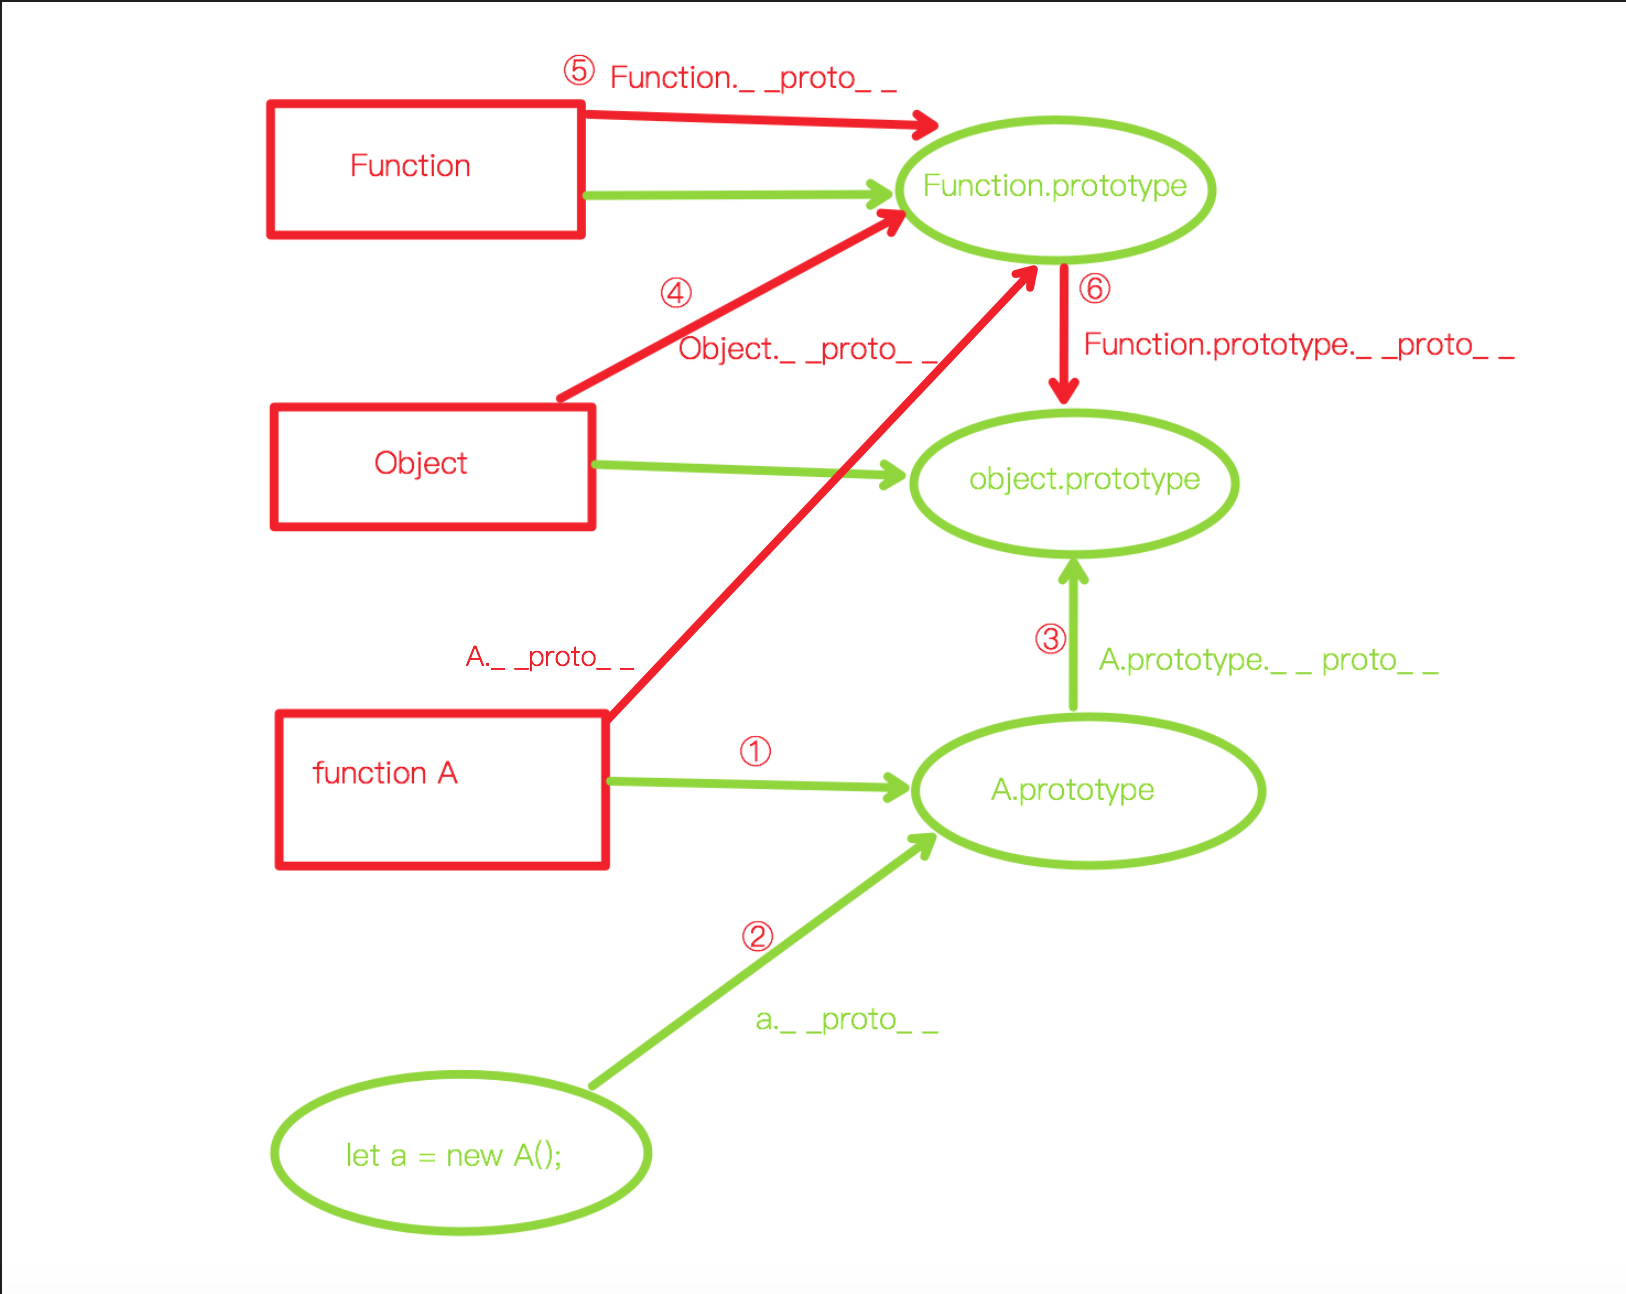 ⑤ Function._ _proto_ _
Function
Function.prototype
④
⑥
Object._ _proto_ _
Function.prototype._ _proto_ _
Object
object.prototype
A._ _proto_ _
③
A.prototype._ _ proto_ _
function A
①
A.prototype
②
a._ _proto_ _
let a = new A();